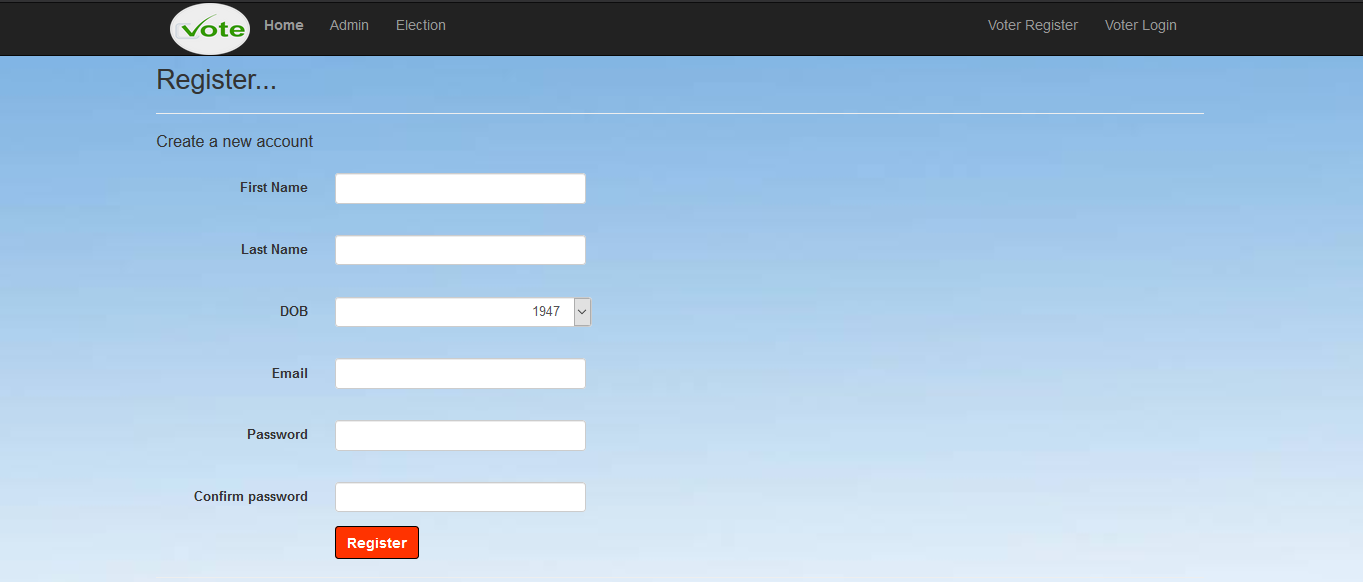 vote Home Admin Election Voter Register Voter Login
Register...
Create a new account
First Name
Last Name
DOB 1947
Email
Password
Confirm password
Register